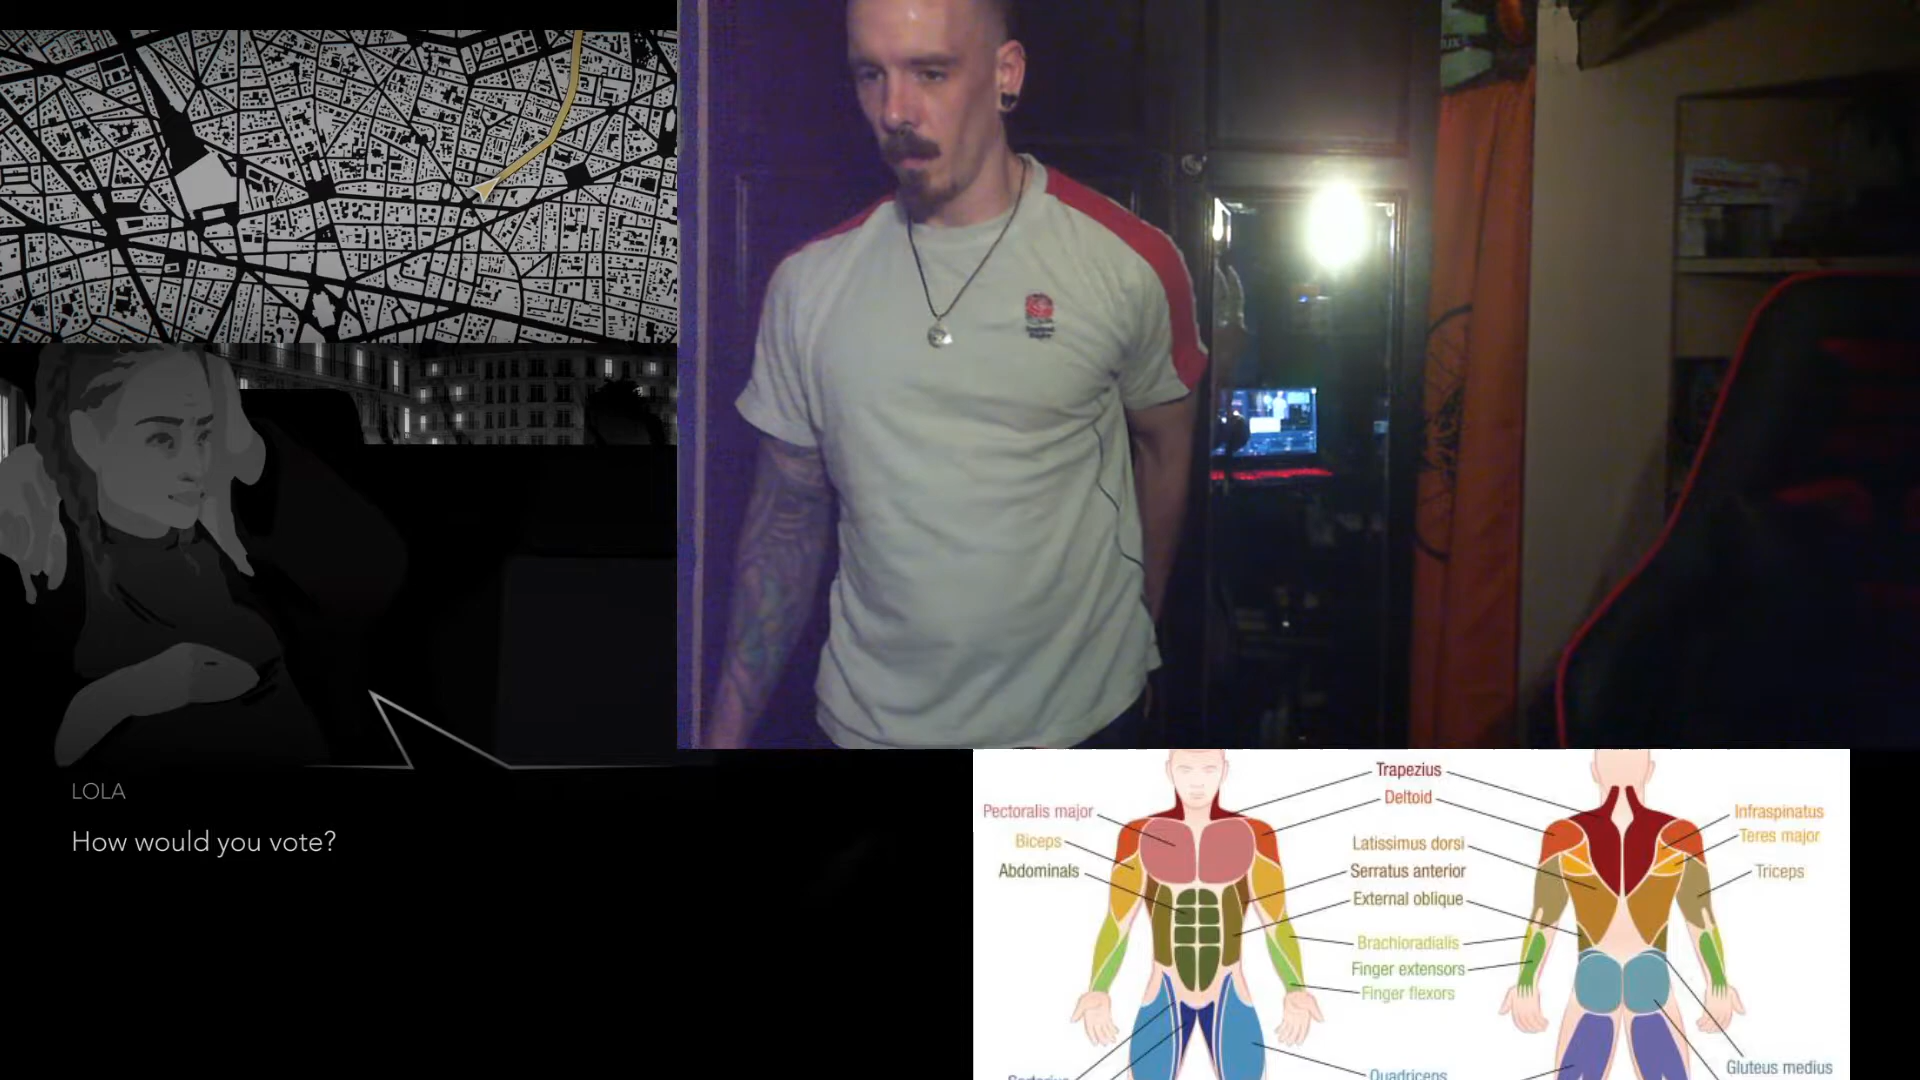 LOLA
How would you vote?
Trapezius
Deltoid
Pectoralis major
Biceps
Abdominals
Latissimus dorsi
Serratus anterior
External oblique
Brachioradialis
Finger extensors
Finger flexors
Quadriceps
Infraspinatus
Teres major
Triceps
Gluteus medius